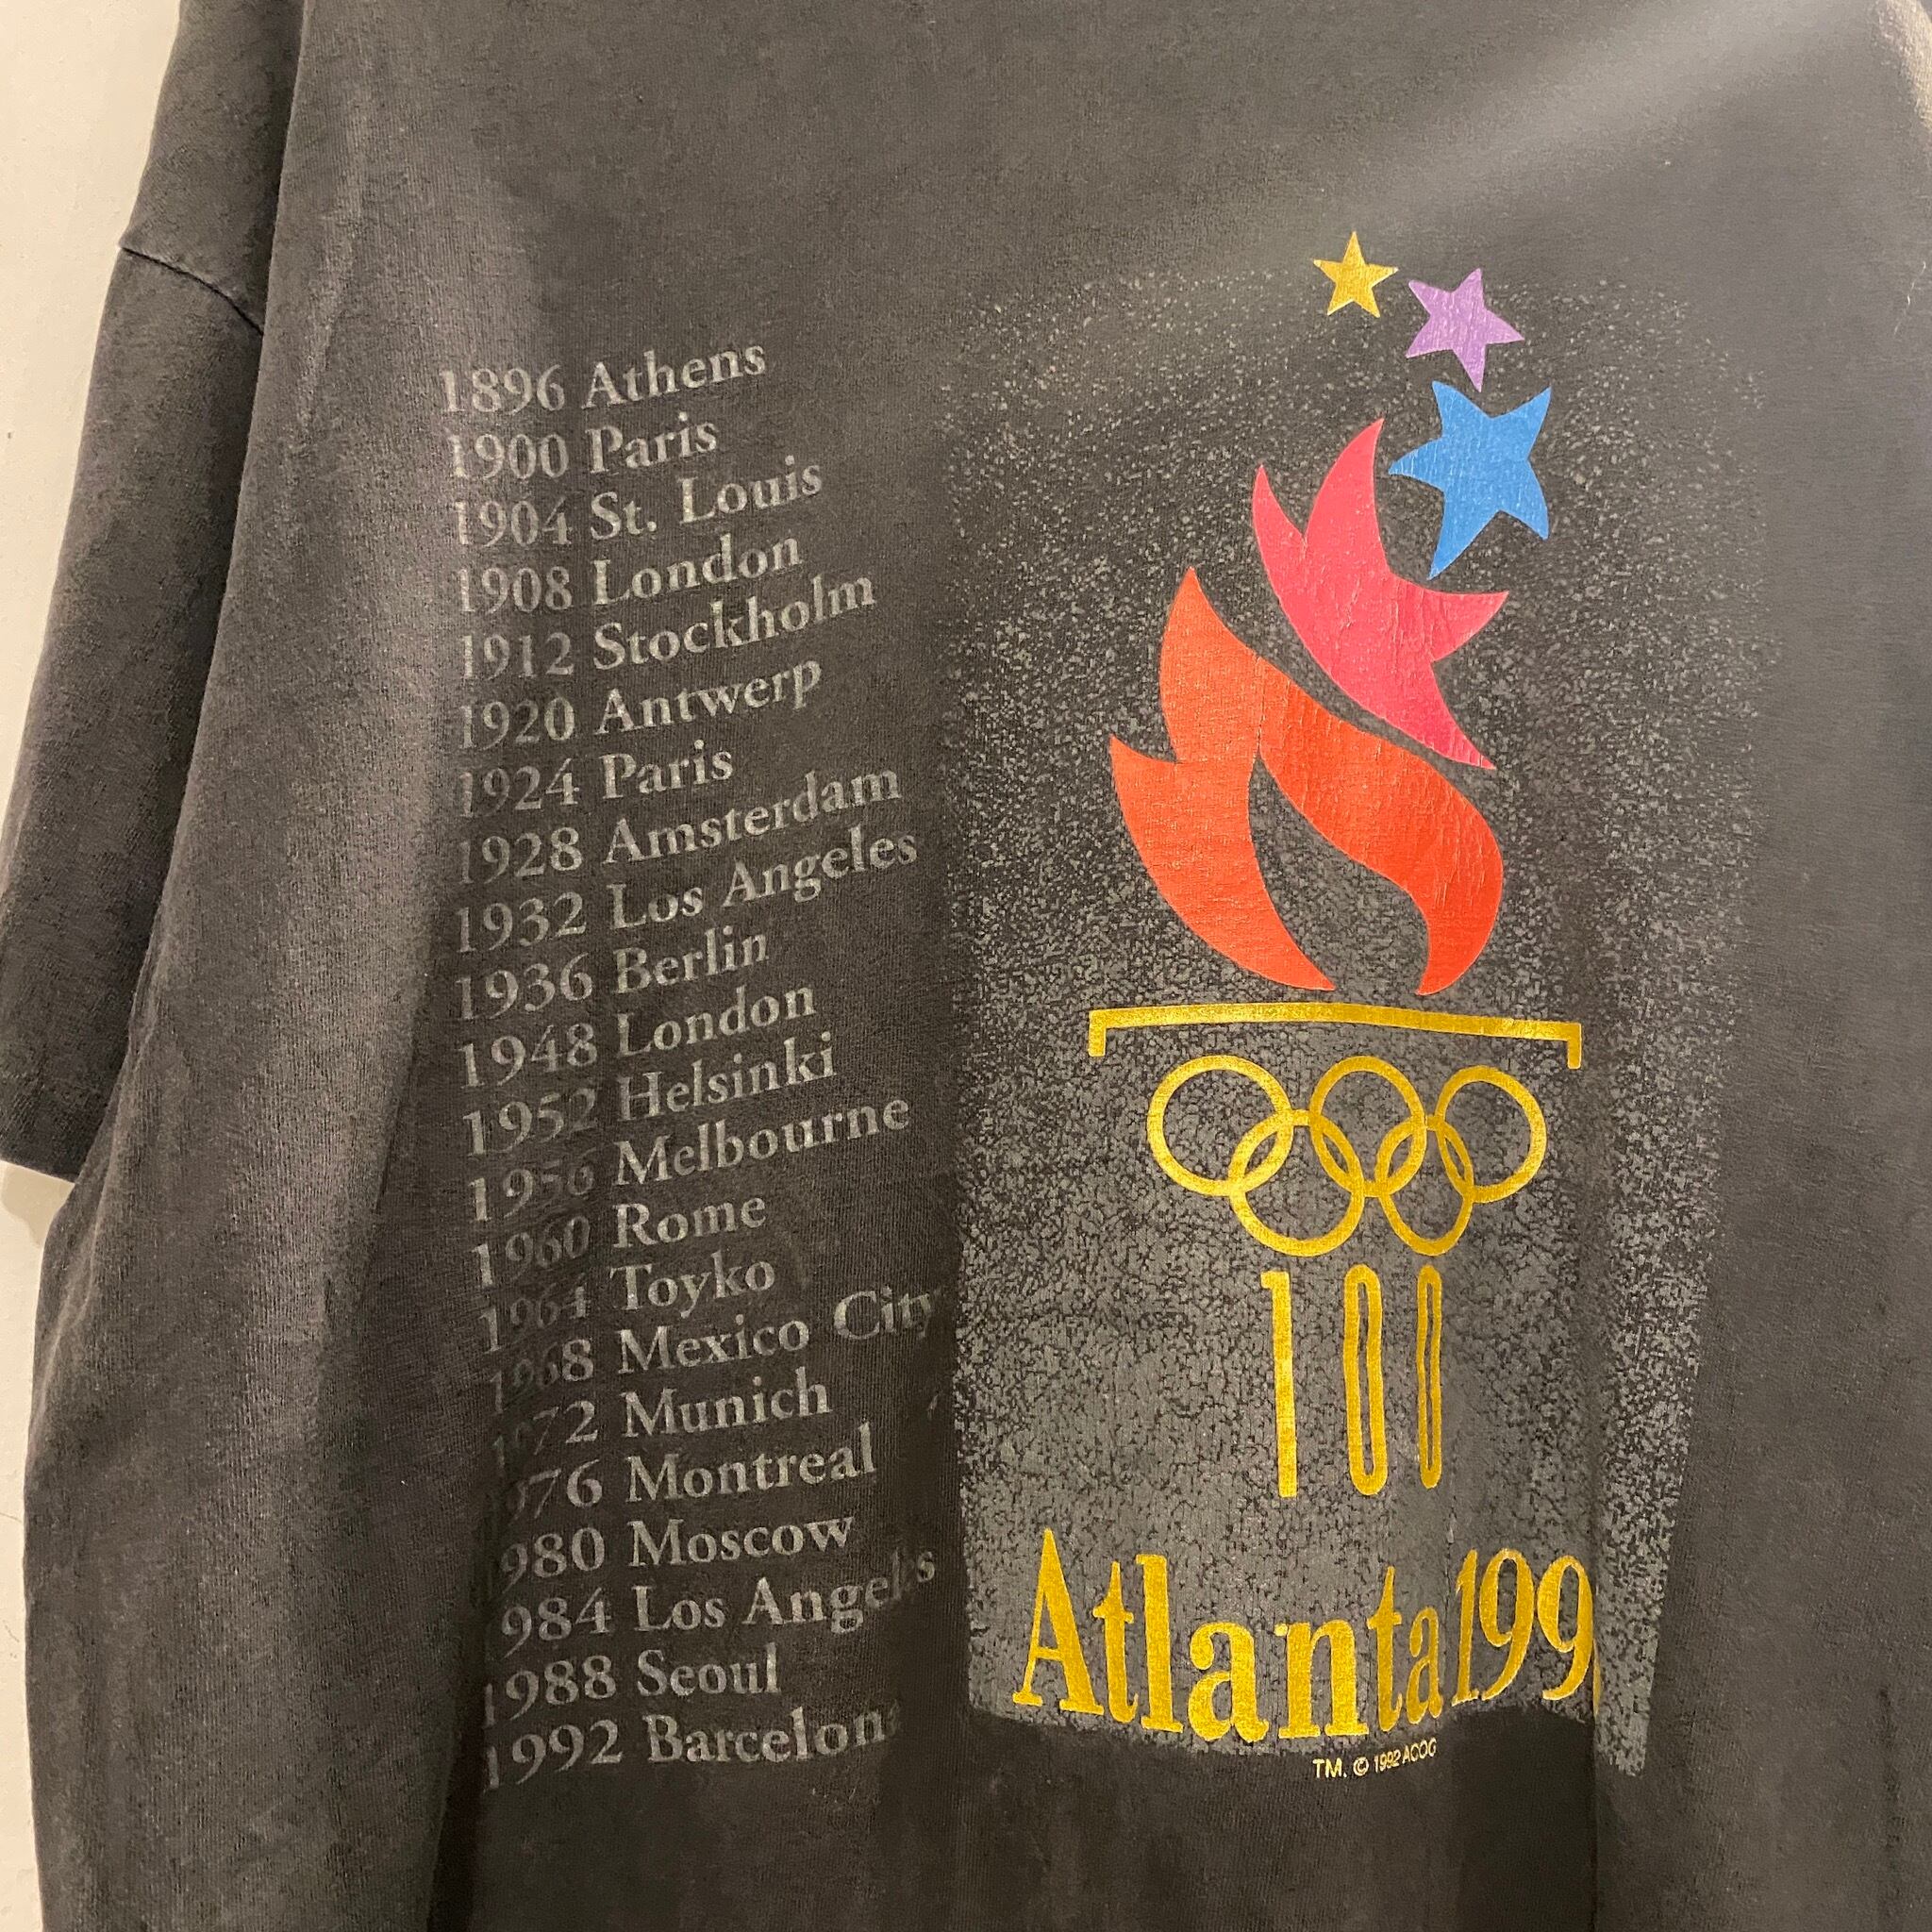 1896 Athens
1900 Paris
1904 St. Louis
1908 London
1912 Stockholm
1920 Antwerp
1924 Paris
1928 Amsterdam
1932 Los Angeles
1936 Berlin
1948 London
1952 Helsinki
1956 Melbourne
1960 Rome
1964 Toyko
1968 Mexico City
1972 Munich
1976 Montreal
1980 Moscow
1984 Los Angeles
1988 Seoul
1992 Barcelona
100
Atlanta 199
TM, © 1992 ACOG